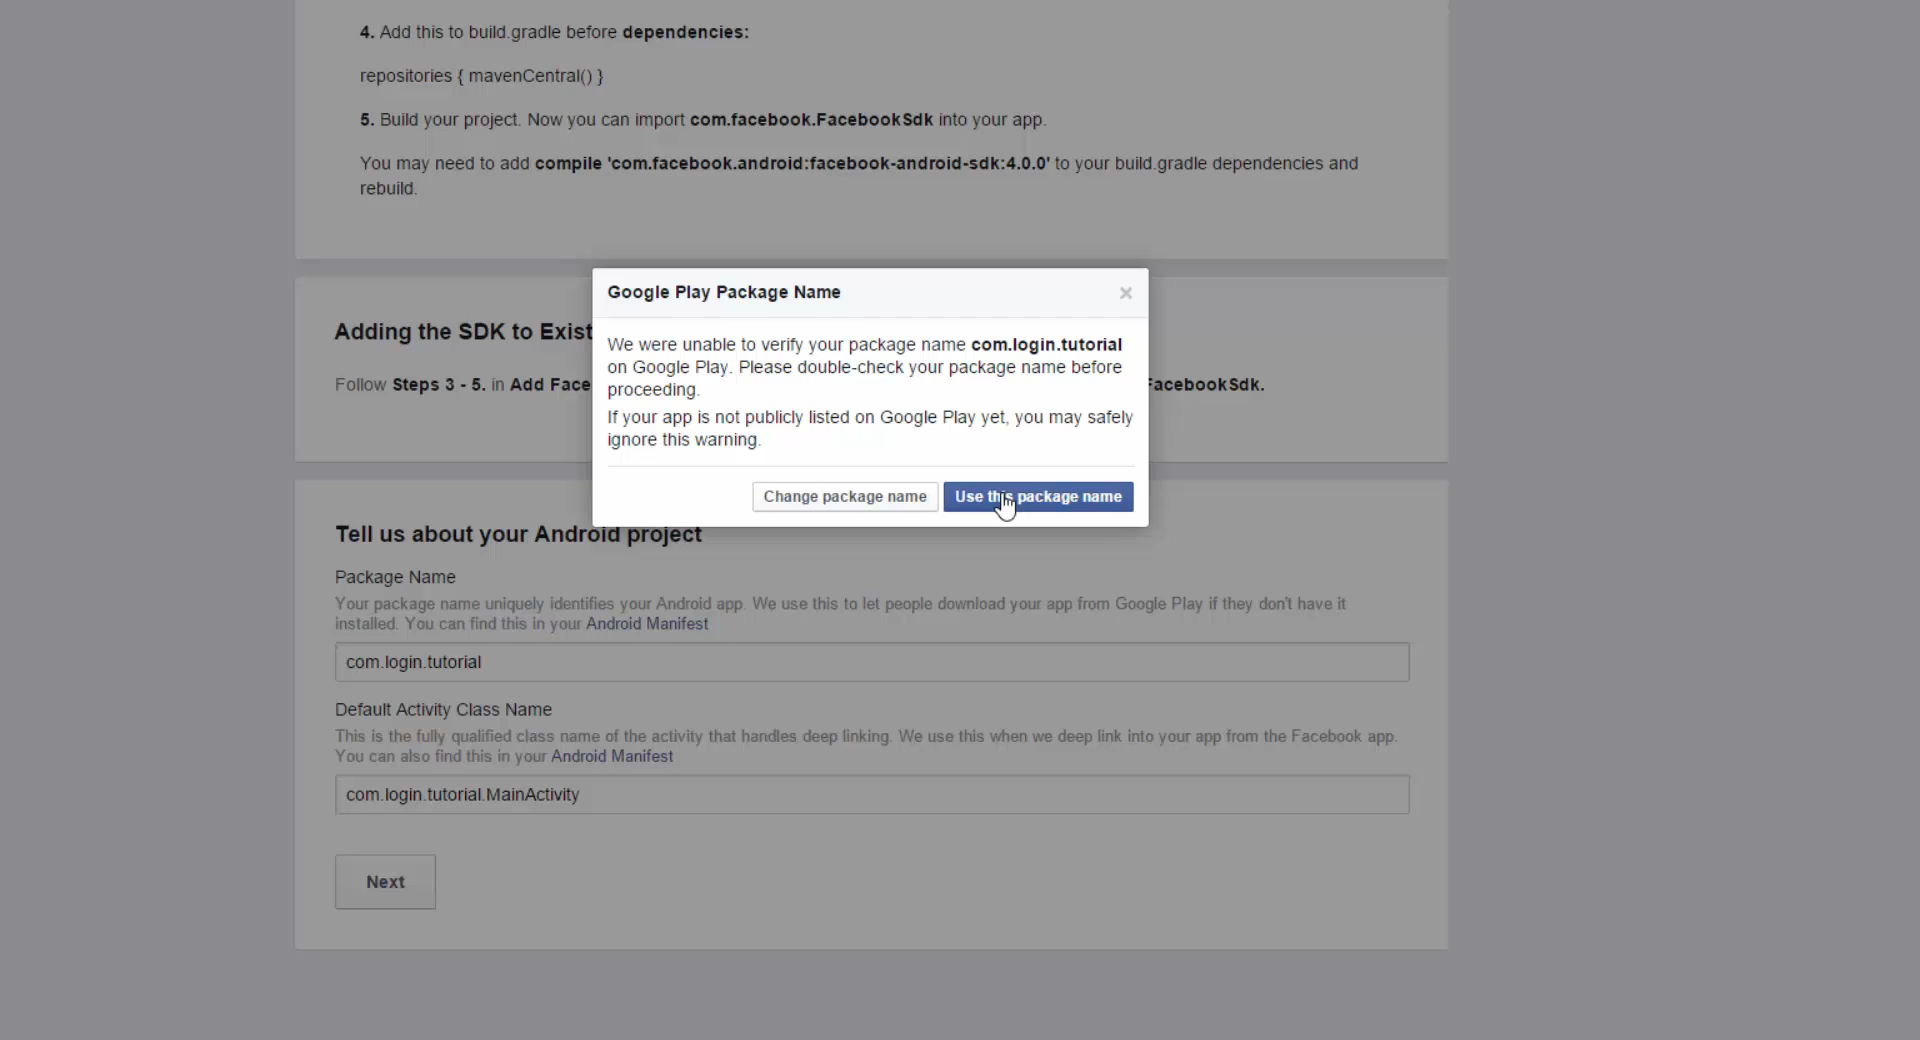 4. Add this to build.gradle before dependencies:
repositories { mavenCentral() }
5. Build your project. Now you can import com.facebook.FacebookSdk into your app.
You may need to add compile 'com.facebook.android:facebook-android-sdk:4.0.0' to your build.gradle dependencies and
rebuild.
Google Play Package Name
We were unable to verify your package name com.login.tutorial
on Google Play. Please double-check your package name before
proceeding.
If your app is not publicly listed on Google Play yet, you may safely
ignore this warning.
Change package name
Use this package name
Adding the SDK to Exist
Follow Steps 3 - 5. in Add Face
FacebookSdk.
Tell us about your Android project
Package Name
Your package name uniquely identifies your Android app. We use this to let people download your app from Google Play if they don't have it
installed. You can find this in your Android Manifest
com.login.tutorial
Default Activity Class Name
This is the fully qualified class name of the activity that handles deep linking. We use this when we deep link into your app from the Facebook app.
You can also find this in your Android Manifest
com.login.tutorial.MainActivity
Next